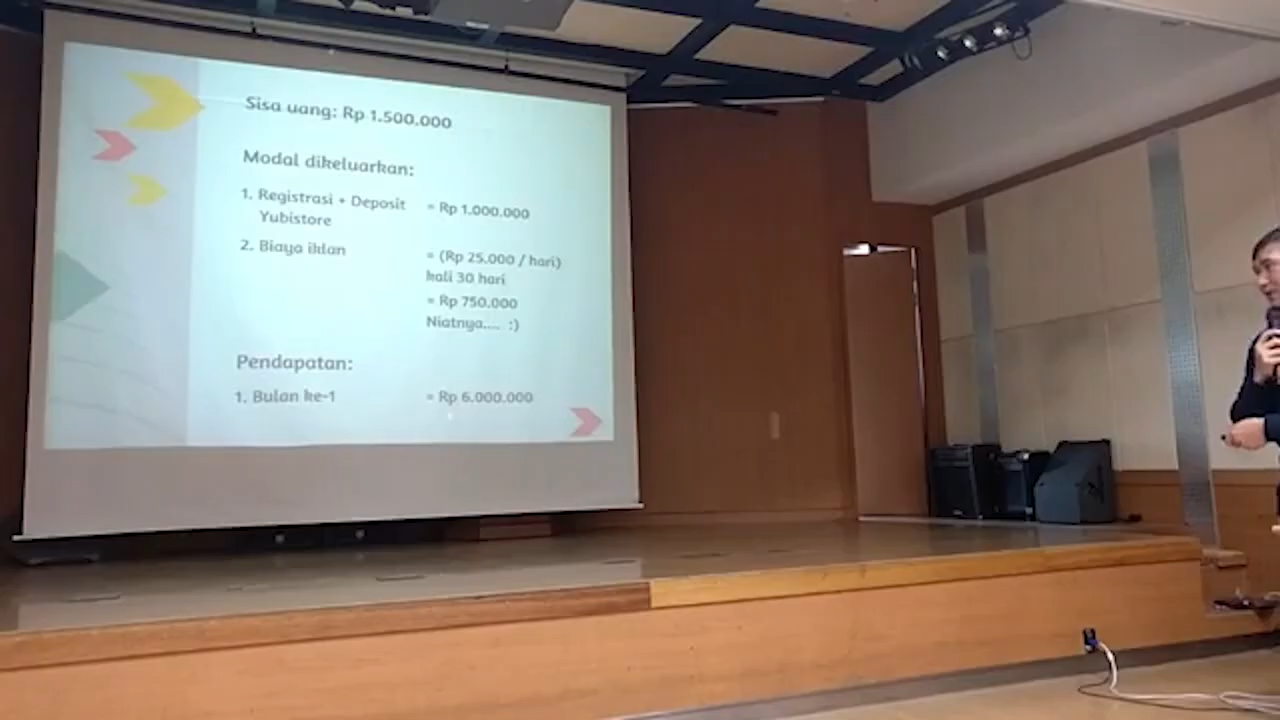 Sisa uang: Rp 1.500.000
Modal dikeluarkan:
1. Registrasi + Deposit = Rp 1.000.000
Yubistore
2. Biaya iklan = (Rp 25.000 / hari)
kali 30 hari
= Rp 750.000
Niatnya.... :)
Pendapatan:
1. Bulan ke-1 = Rp 6.000.000